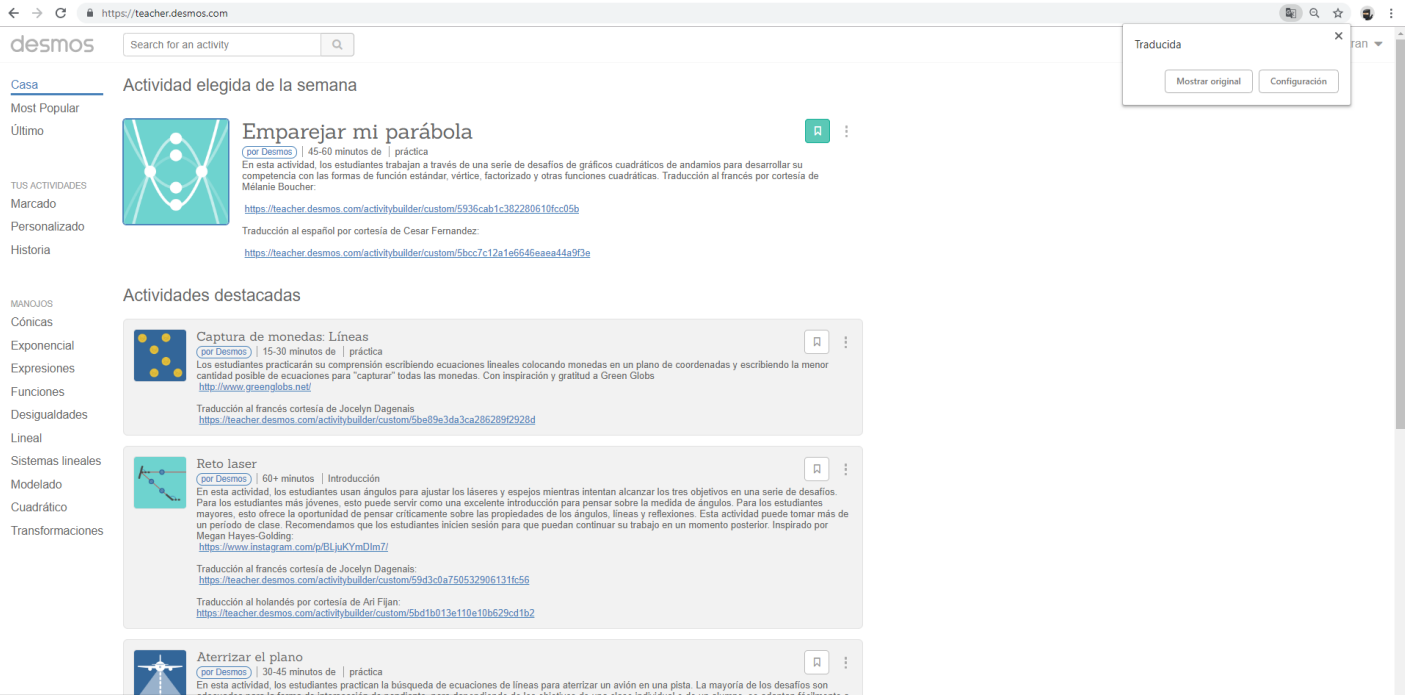 https://teacher.desmos.com
desmos
Search for an activity
Traducida
Mostrar original
Configuración
ran
Casa
Most Popular
Último
TUS ACTIVIDADES
Marcado
Personalizado
Historia
MANOJOS
Cónicas
Exponencial
Expresiones
Funciones
Desigualdades
Lineal
Sistemas lineales
Modelado
Cuadrático
Transformaciones
Actividad elegida de la semana
Emparejar mi parábola
por Desmos | 45-60 minutos de | práctica
En esta actividad, los estudiantes trabajan a través de una serie de desafíos de gráficos cuadráticos de andamios para desarrollar su
competencia con las formas de función estándar, vértice, factorizado y otras funciones cuadráticas. Traducción al francés por cortesía de
Mélanie Boucher:
https://teacher.desmos.com/activitybuilder/custom/5936cab1c382280610fcc05b
Traducción al español por cortesía de Cesar Fernandez:
https://teacher.desmos.com/activitybuilder/custom/5bcc7c12a1e6646eaea44a9f3e
Actividades destacadas
Captura de monedas: Líneas
por Desmos | 15-30 minutos de | práctica
Los estudiantes practicarán su comprensión escribiendo ecuaciones lineales colocando monedas en un plano de coordenadas y escribiendo la menor
cantidad posible de ecuaciones para "capturar" todas las monedas. Con inspiración y gratitud a Green Globs
http://www.greenglobs.net/
Traducción al francés cortesía de Jocelyn Dagenais
https://teacher.desmos.com/activitybuilder/custom/5be89e3da3ca286289f2928d
Reto laser
por Desmos | 60+ minutos | Introducción
En esta actividad, los estudiantes usan ángulos para ajustar los láseres y espejos mientras intentan alcanzar los tres objetivos en una serie de desafíos.
Para los estudiantes más jóvenes, esto puede servir como una excelente introducción para pensar sobre la medida de ángulos. Para los estudiantes
mayores, esto ofrece la oportunidad de pensar críticamente sobre las propiedades de los ángulos, líneas y reflexiones. Esta actividad puede tomar más de
un período de clase. Recomendamos que los estudiantes inicien sesión para que puedan continuar su trabajo en un momento posterior. Inspirado por
Megan Hayes-Golding:
https://www.instagram.com/p/BLjuKYmDIm7/
Traducción al francés cortesía de Jocelyn Dagenais:
https://teacher.desmos.com/activitybuilder/custom/59d3c0a750532906131fc56
Traducción al holandés por cortesía de Ari Fijan:
https://teacher.desmos.com/activitybuilder/custom/5bd1b013e110e10b629cd1b2
Aterrizar el plano
por Desmos | 30-45 minutos de | práctica
En esta actividad, los estudiantes practican la búsqueda de ecuaciones de líneas para aterrizar un avión en una pista. La mayoría de los desafíos son